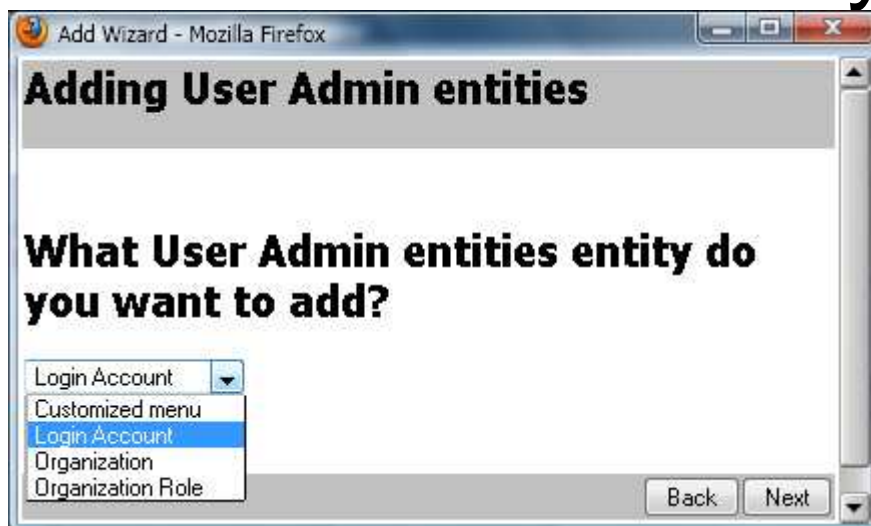 Add Wizard - Mozilla Firefox
Adding User Admin entities
What User Admin entities entity do
you want to add?
Login Account
Customized menu
Login Account
Organization
Organization Role
Back Next